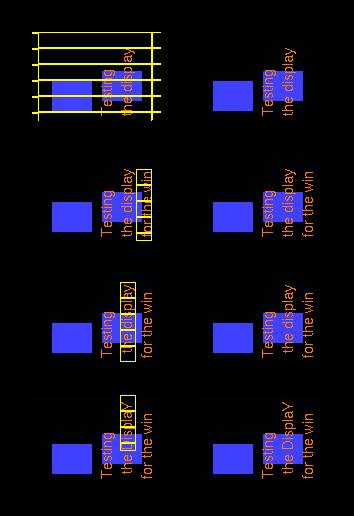 Testing
the display
Testing
the display
Testing
the display
for the win
Testing
the display
for the win
Testing
the display
for the win
Testing
the display
for the win
Testing
the DisplaY
for the win
Testing
the DisplaY
for the win